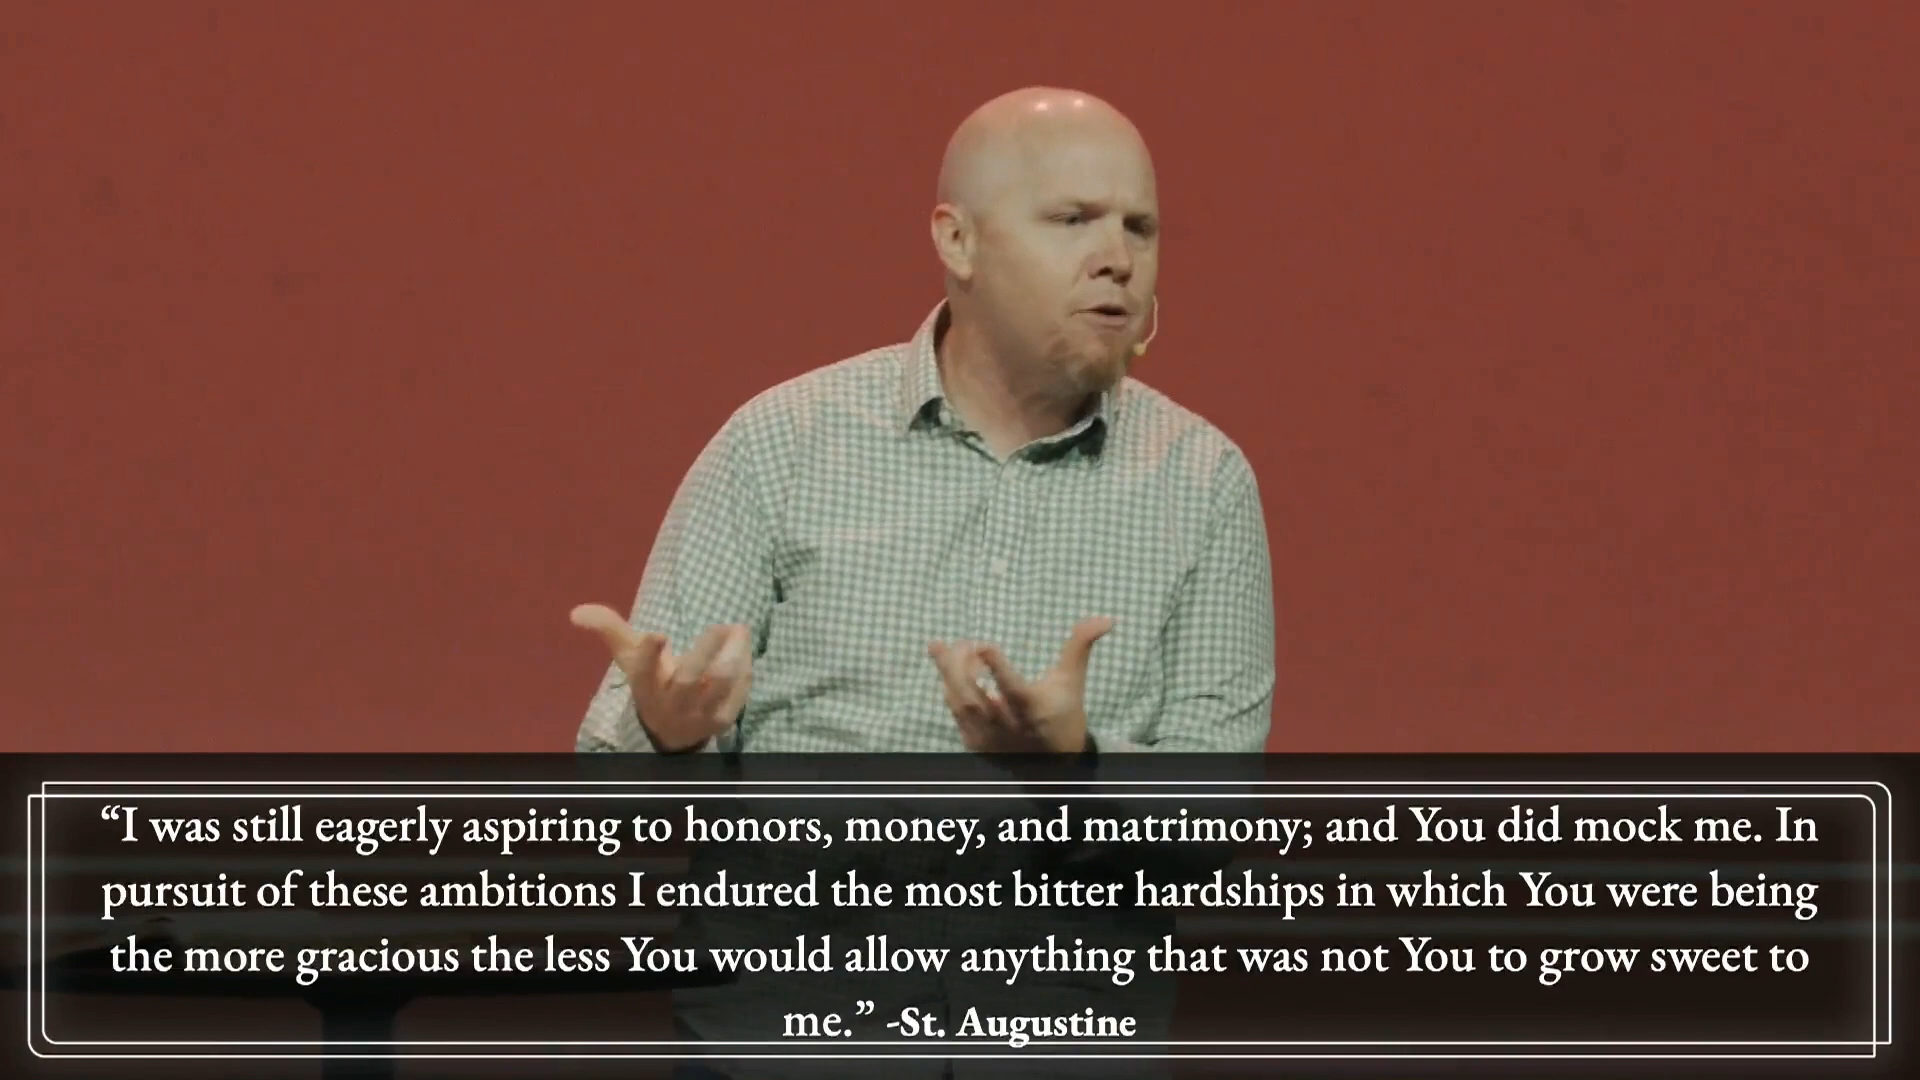 “I was still eagerly aspiring to honors, money, and matrimony; and You did mock me. In
pursuit of these ambitions I endured the most bitter hardships in which You were being
the more gracious the less You would allow anything that was not You to grow sweet to
me.” -St. Augustine